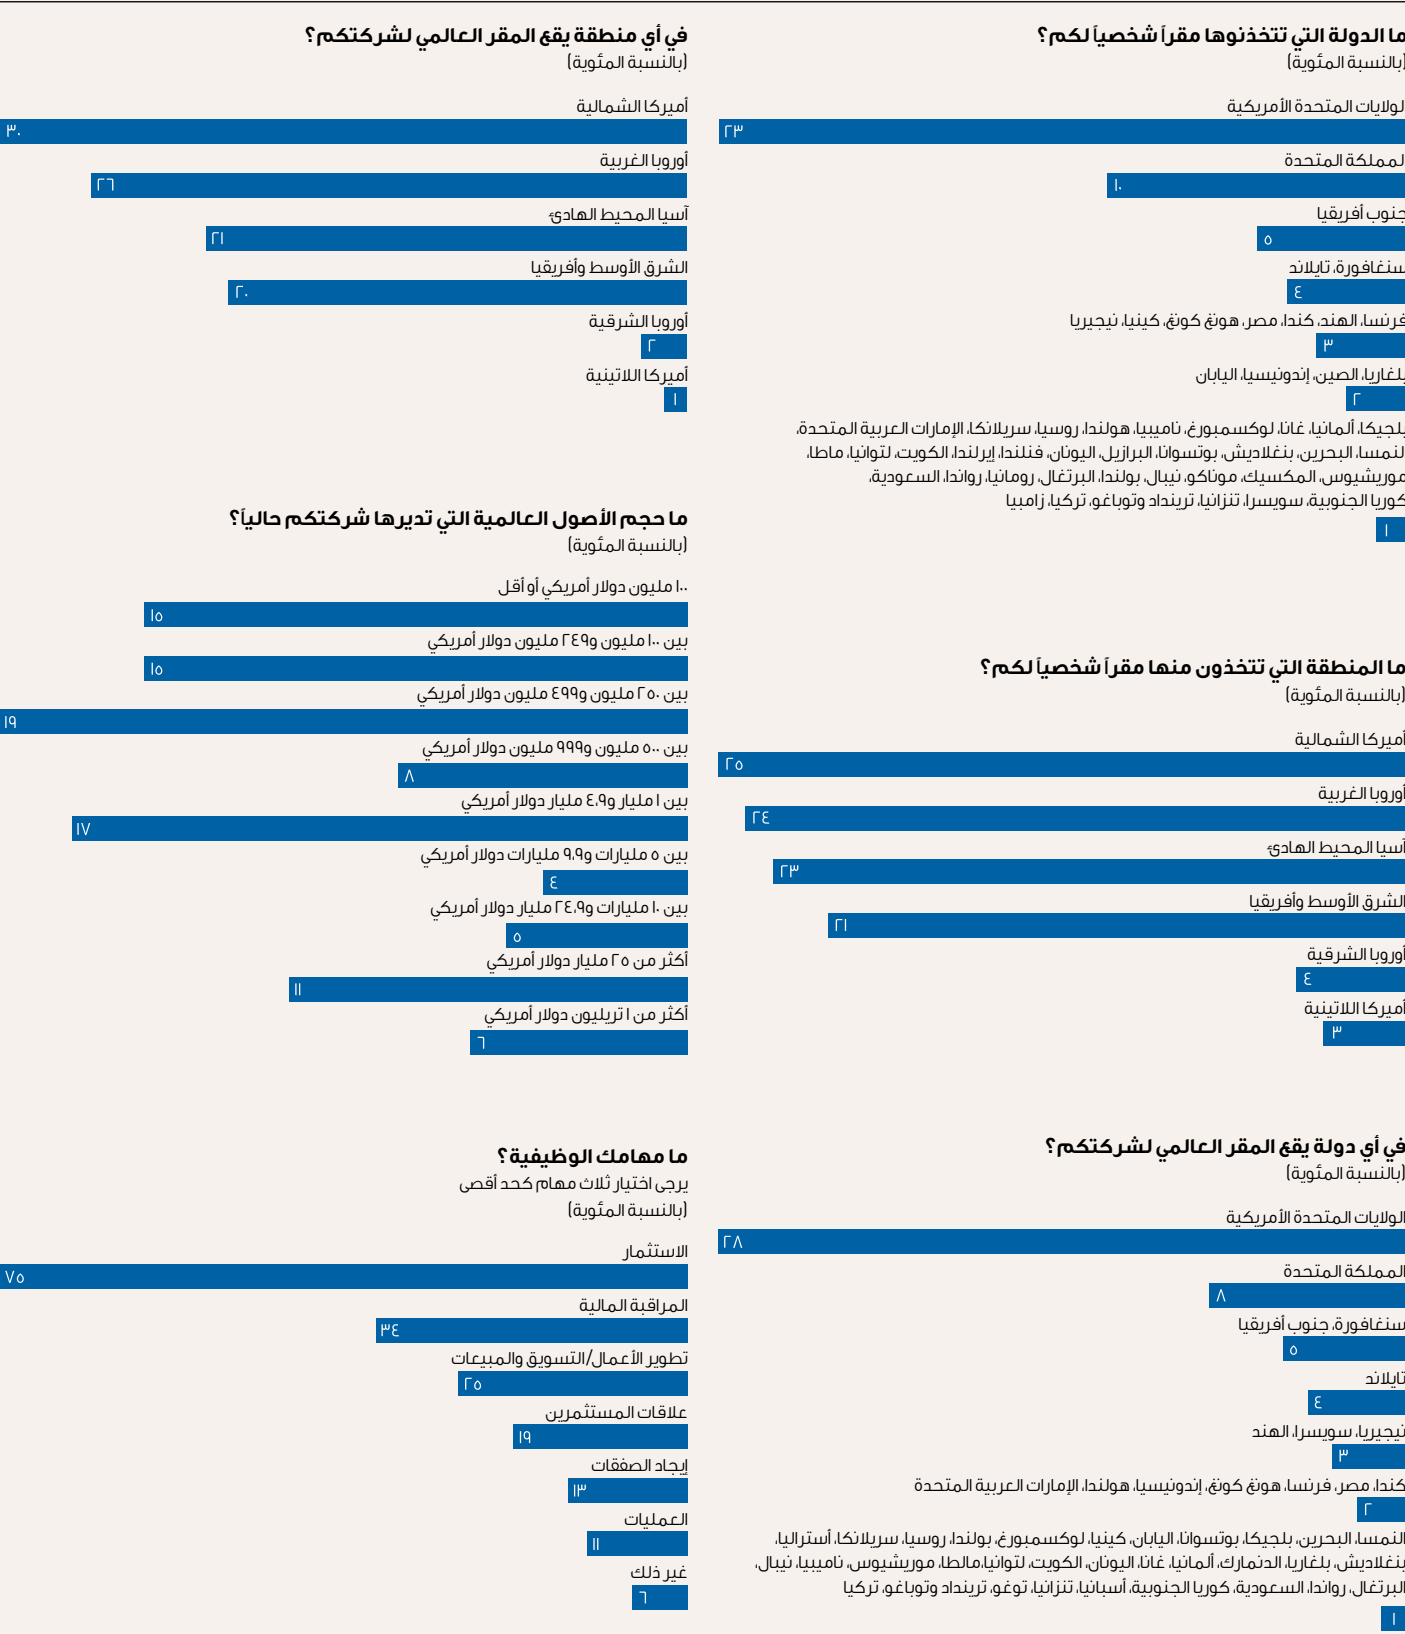 ما الدولة التي تتخذنوها مقراً شخصياً لكم؟
(بالنسبة المئوية)
لولايات المتحدة الأمريكية
٢٣
لمملكة المتحدة
١٠
جنوب أفريقيا
٥
سنغافورة، تايلاند
٤
فرنسا، الهند، كندا، مصر، هونغ كونغ، كينيا، نيجيريا
٣
بلغاريا، الصين، إندونيسيا، اليابان
٢
بلجيكا، ألمانيا، غانا، لوكسمبورغ، ناميبيا، هولندا، روسيا، سريلانكا، الإمارات العربية المتحدة،
لنمسا، البحرين، بنغلاديش، بوتسوانا، البرازيل، اليونان، فنلندا، إيرلندا، الكويت، لتوانيا، ماطا،
موريشيوس، المكسيك، موناكو، نيبال، بولندا، البرتغال، رومانيا، رواندا، السعودية،
كوريا الجنوبية، سويسرا، تنزانيا، ترينداد وتوباغو، تركيا، زامبيا
١
ما المنطقة التي تتخذون منها مقراً شخصياً لكم؟
(بالنسبة المئوية)
أميركا الشمالية
٢٥
أوروبا الغربية
٢٤
آسيا المحيط الهادئ
٢٣
الشرق الأوسط وأفريقيا
٢١
أوروبا الشرقية
٤
أميركا اللاتينية
٣
في أي دولة يقع المقر العالمي لشركتكم؟
(بالنسبة المئوية)
الولايات المتحدة الأمريكية
٢٨
المملكة المتحدة
٨
سنغافورة، جنوب أفريقيا
٥
تايلاند
٤
نيجيريا، سويسرا، الهند
٣
كندا، مصر، فرنسا، هونغ كونغ، إندونيسيا، هولندا، الإمارات العربية المتحدة
٢
النمسا، البحرين، بلجيكا، بوتسوانا، اليابان، كينيا، لوكسمبورغ، بولندا، روسيا، سريلانكا، أستراليا،
بنغلاديش، بلغاريا، الدنمارك، ألمانيا، غانا، اليونان، الكويت، لتوانيا،مالطا، موريشيوس، ناميبيا، نيبال،
البرتغال، رواندا، السعودية، كوريا الجنوبية، أسبانيا، تنزانيا، توغو، ترينداد وتوباغو، تركيا
١
في أي منطقة يقع المقر العالمي لشركتكم؟
(بالنسبة المئوية)
أميركا الشمالية
٣٠
أوروبا الغربية
٢٦
آسيا المحيط الهادئ
٢١
الشرق الأوسط وأفريقيا
٢٠
أوروبا الشرقية
٢
أميركا اللاتينية
١
ما حجم الأصول العالمية التي تديرها شركتكم حالياً؟
(بالنسبة المئوية)
١٠٠ مليون دولار أمريكي أو أقل
١٥
بين ١٠٠ مليون و٢٤٩ مليون دولار أمريكي
١٥
بين ٢٥٠ مليون و٤٩٩ مليون دولار أمريكي
١٩
بين ٥٠٠ مليون و٩٩٩ مليون دولار أمريكي
٨
بين ١ مليار و٤،٩ مليار دولار أمريكي
١٧
بين ٥ مليارات و٩،٩ مليارات دولار أمريكي
٤
بين ١٠ مليارات و٢٤،٩ مليار دولار أمريكي
٥
أكثر من ٢٥ مليار دولار أمريكي
١١
أكثر من ١ تريليون دولار أمريكي
٦
ما مهامك الوظيفية؟
يرجى اختيار ثلاث مهام كحد أقصى
(بالنسبة المئوية)
الاستثمار
٧٥
المراقبة المالية
٣٤
تطوير الأعمال/التسويق والمبيعات
٢٥
علاقات المستثمرين
١٩
إيجاد الصفقات
١٣
العمليات
١١
غير ذلك
٦